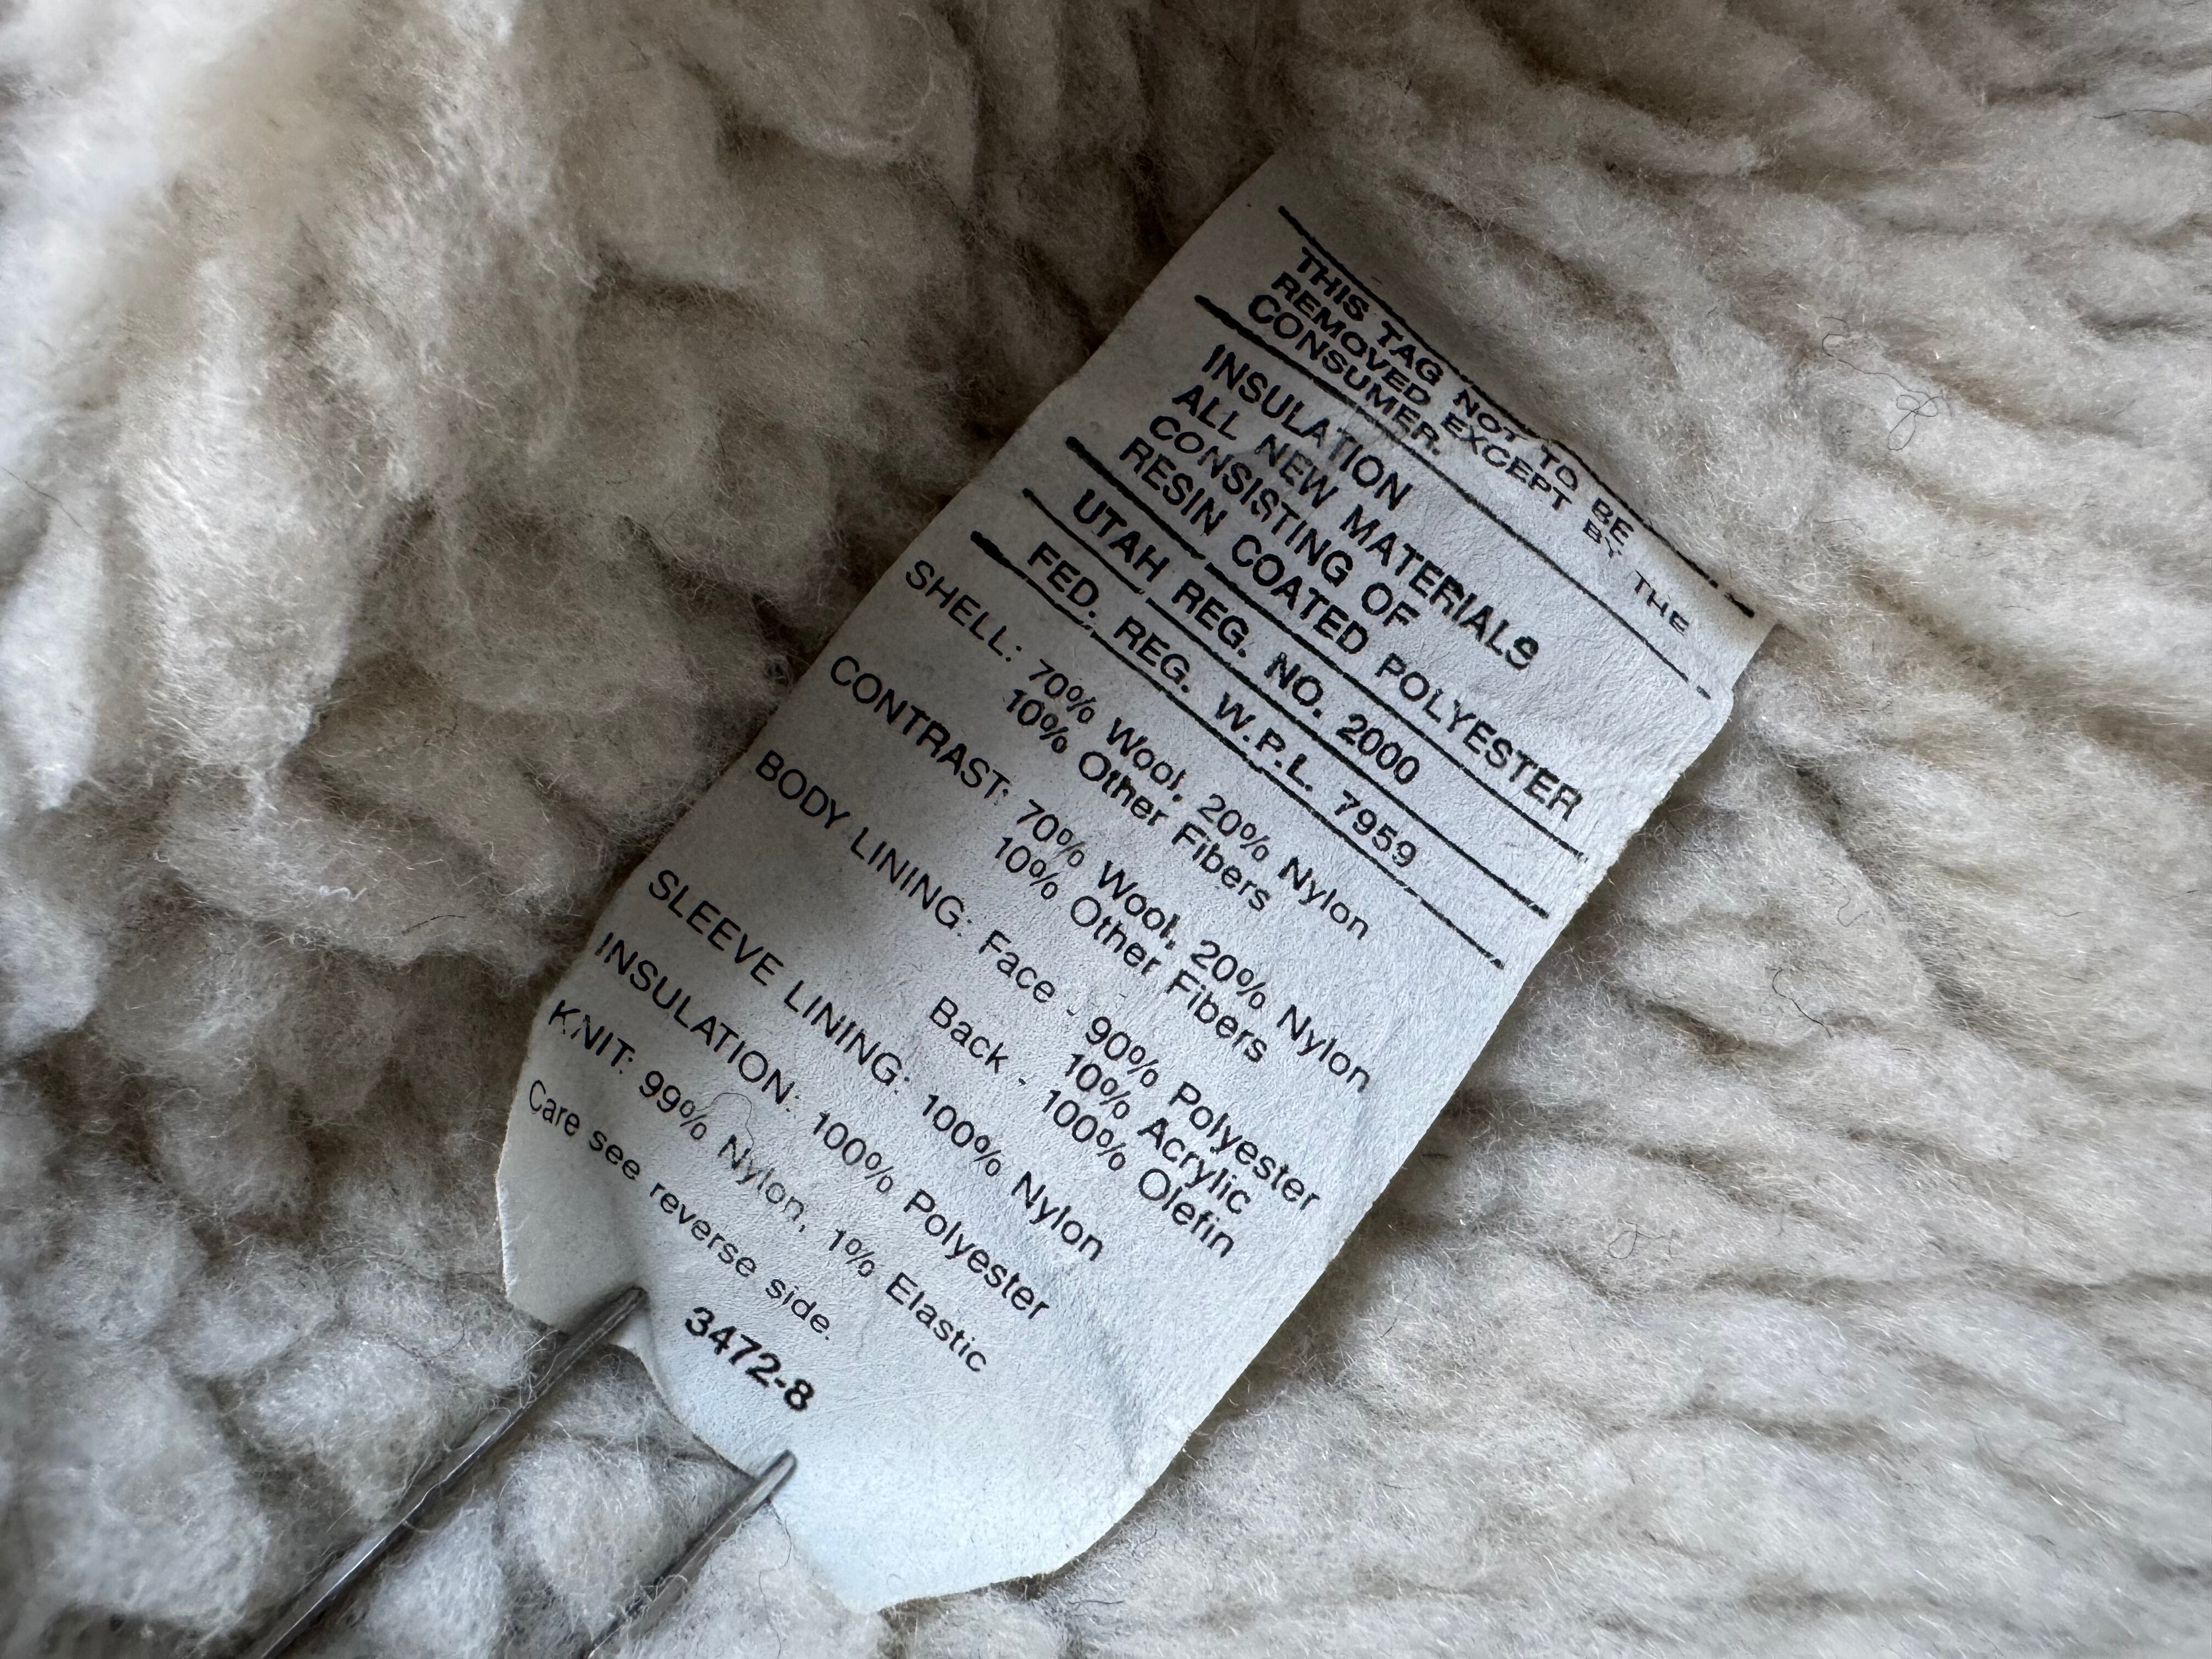 THIS TAG NOT TO BE
REMOVED EXCEPT BY THE
CONSUMER.
INSULATION
ALL NEW MATERIALS
CONSISTING OF
RESIN COATED POLYESTER
UTAH REG. NO. 2000
FED. REG. W.P.L. 7959
SHELL: 70% Wool, 20% Nylon
10% Other Fibers
CONTRAST: 70% Wool, 20% Nylon
10% Other Fibers
BODY LINING: Face - 90% Polyester
10% Acrylic
Back - 100% Olefin
SLEEVE LINING: 100% Nylon
INSULATION: 100% Polyester
KNIT: 99% Nylon, 1% Elastic
Care see reverse side.
3472-8